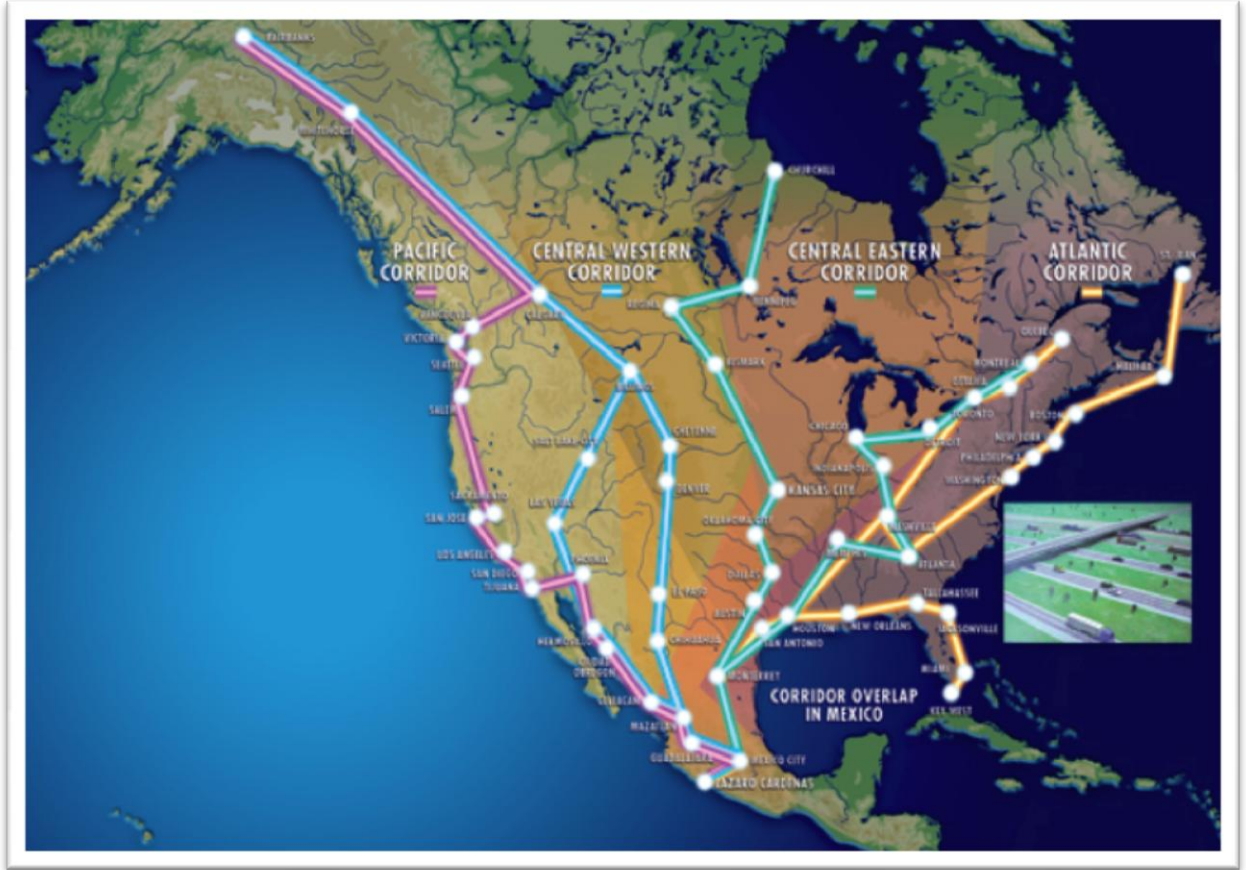 FAIRBANKS
WHITEHORSE
CHURCHILL
PACIFIC
CORRIDOR
CENTRAL WESTERN
CORRIDOR
CENTRAL EASTERN
CORRIDOR
ATLANTIC
CORRIDOR
REGINA
WINNIPEG
VANCOUVER
CALGARY
VICTORIA
SEATTLE
BISMARK
MONTREAL
HALIFAX
SALEM
TORONTO
BOSTON
CHEYENNE
CHICAGO
DETROIT
NEW YORK
SALT LAKE CITY
INDIANAPOLIS
PHILADELPHIA
WASHINGTON
DENVER
KANSAS CITY
SACRAMENTO
LAS VEGAS
SAN JOSE
OKLAHOMA CITY
NASHVILLE
LOS ANGELES
MEMPHIS
ATLANTA
SAN DIEGO
PHOENIX
DALLAS
TIJUANA
EL PASO
TALLAHASSEE
AUSTIN
HOUSTON
NEW ORLEANS
JACKSONVILLE
HERMOSILLO
CHIHUAHUA
SAN ANTONIO
OBREGON
MIAMI
MONTERREY
CULIACAN
CORRIDOR OVERLAP
IN MEXICO
KEY WEST
MAZATLAN
GUADALAJARA
MEXICO CITY
LAZARO CARDENAS